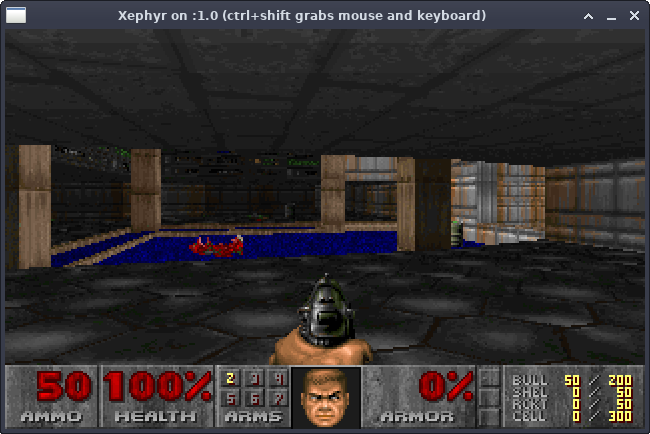 Xephyr on :1.0 (ctrl+shift grabs mouse and keyboard)
50 100% 2 3 4 0% BULL 50 / 200
5 6 7 SHEL 0 / 50
RCKT 0 / 50
AMMO HEALTH ARMS ARMOR CELL 0 / 300